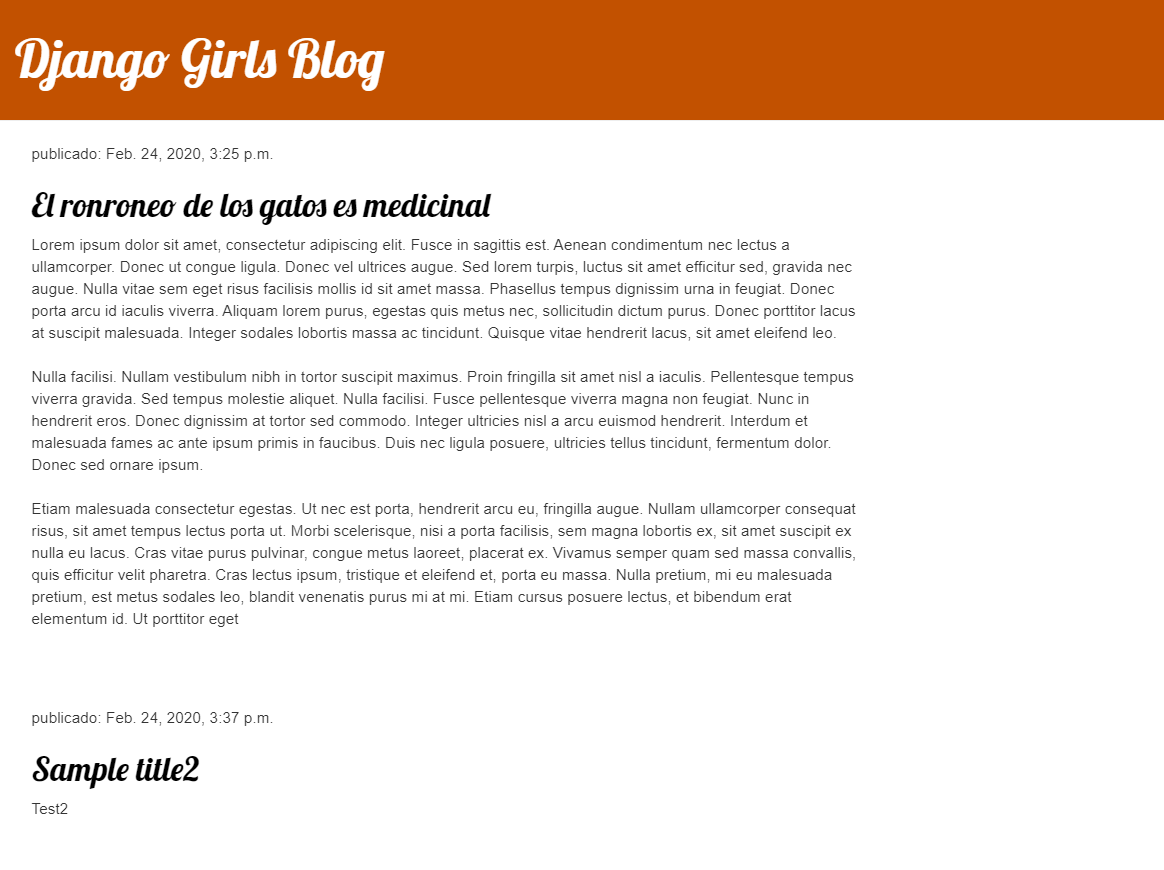 Django Girls Blog
publicado: Feb. 24, 2020, 3:25 p.m.
El ronroneo de los gatos es medicinal
Lorem ipsum dolor sit amet, consectetur adipiscing elit. Fusce in sagittis est. Aenean condimentum nec lectus a
ullamcorper. Donec ut congue ligula. Donec vel ultrices augue. Sed lorem turpis, luctus sit amet efficitur sed, gravida nec
augue. Nulla vitae sem eget risus facilisis mollis id sit amet massa. Phasellus tempus dignissim urna in feugiat. Donec
porta arcu id iaculis viverra. Aliquam lorem purus, egestas quis metus nec, sollicitudin dictum purus. Donec porttitor lacus
at suscipit malesuada. Integer sodales lobortis massa ac tincidunt. Quisque vitae hendrerit lacus, sit amet eleifend leo.
Nulla facilisi. Nullam vestibulum nibh in tortor suscipit maximus. Proin fringilla sit amet nisl a iaculis. Pellentesque tempus
viverra gravida. Sed tempus molestie aliquet. Nulla facilisi. Fusce pellentesque viverra magna non feugiat. Nunc in
hendrerit eros. Donec dignissim at tortor sed commodo. Integer ultricies nisl a arcu euismod hendrerit. Interdum et
malesuada fames ac ante ipsum primis in faucibus. Duis nec ligula posuere, ultricies tellus tincidunt, fermentum dolor.
Donec sed ornare ipsum.
Etiam malesuada consectetur egestas. Ut nec est porta, hendrerit arcu eu, fringilla augue. Nullam ullamcorper consequat
risus, sit amet tempus lectus porta ut. Morbi scelerisque, nisi a porta facilisis, sem magna lobortis ex, sit amet suscipit ex
nulla eu lacus. Cras vitae purus pulvinar, congue metus laoreet, placerat ex. Vivamus semper quam sed massa convallis,
quis efficitur velit pharetra. Cras lectus ipsum, tristique et eleifend et, porta eu massa. Nulla pretium, mi eu malesuada
pretium, est metus sodales leo, blandit venenatis purus mi at mi. Etiam cursus posuere lectus, et bibendum erat
elementum id. Ut porttitor eget
publicado: Feb. 24, 2020, 3:37 p.m.
Sample title2
Test2